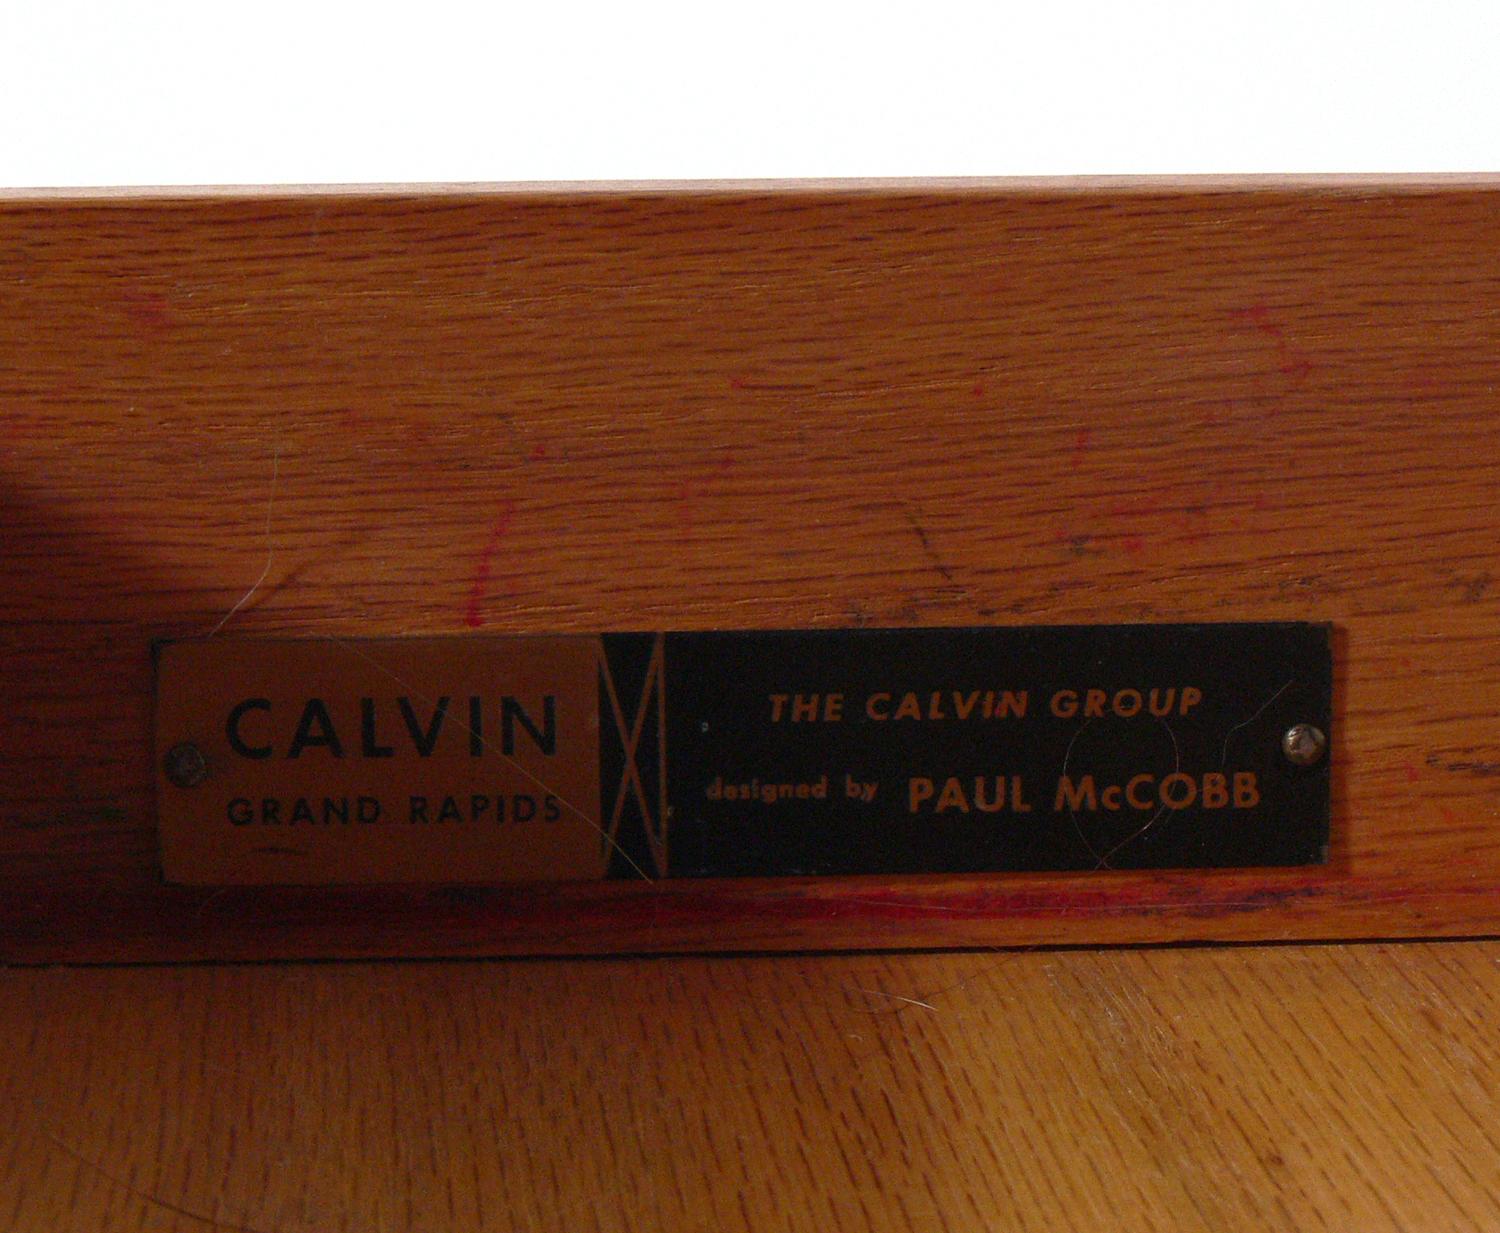 CALVIN
GRAND RAPIDS
THE CALVIN GROUP
designed by PAUL McCOBB